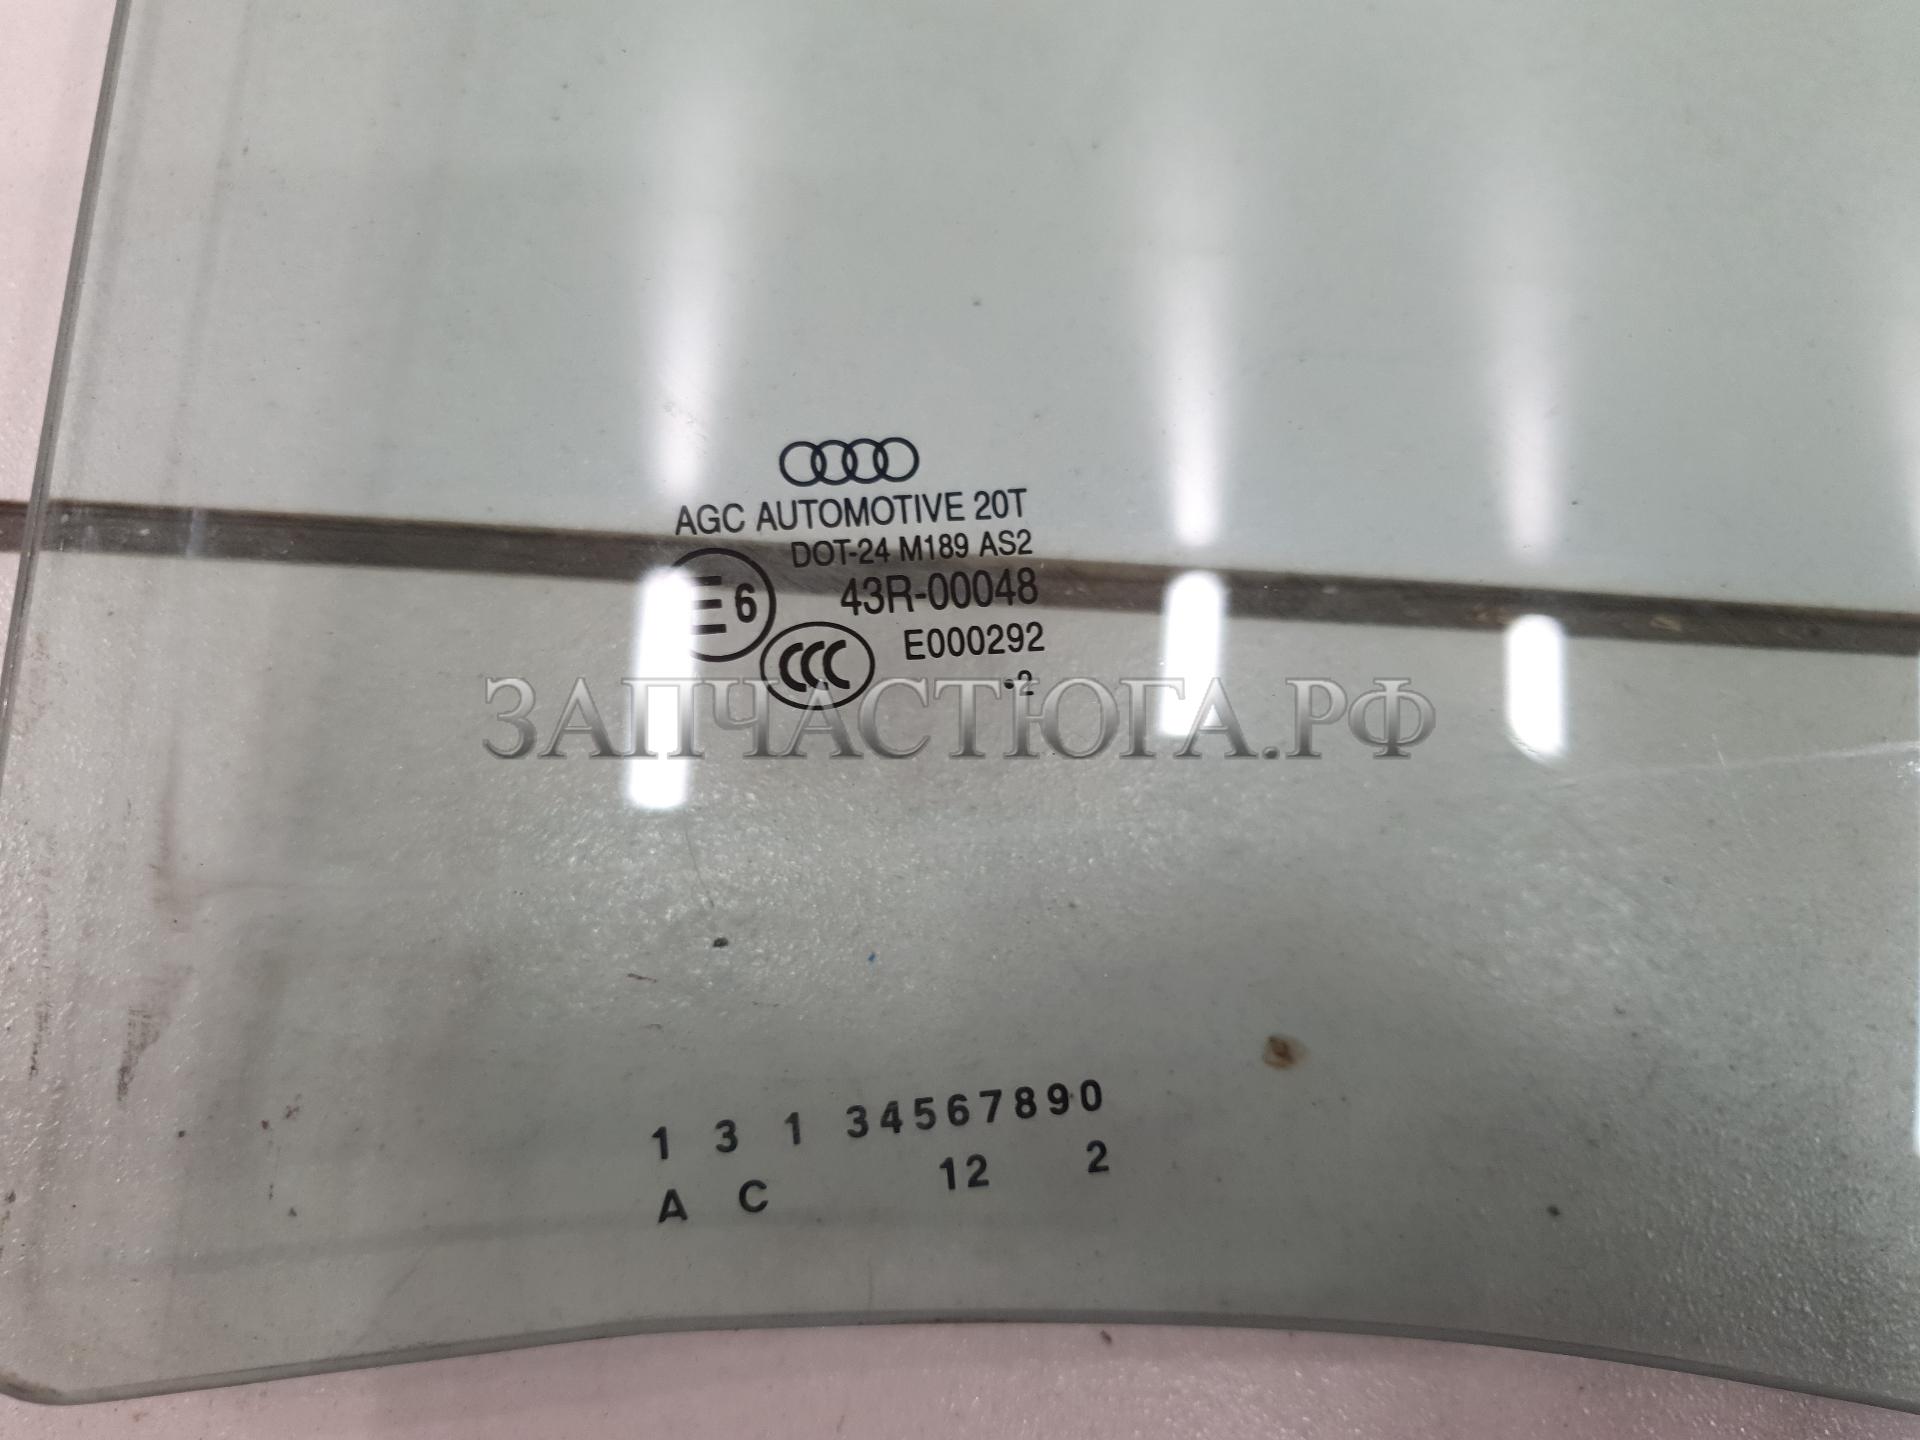 AGC AUTOMOTIVE 20T
DOT-24 M189 AS2
E6 43R-00048
CCC E000292
·2
ЗАПЧАСТЮГА.РФ
1 3 1 34567890
A C 12 2